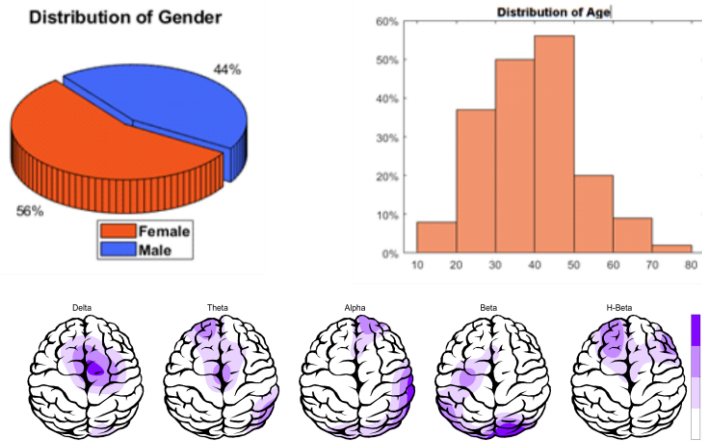 Distribution of Gender
44%
56%
Female
Male
Distribution of Age
60%
50%
40%
30%
20%
10%
0%
10 20 30 40 50 60 70 80
Delta Theta Alpha Beta H-Beta